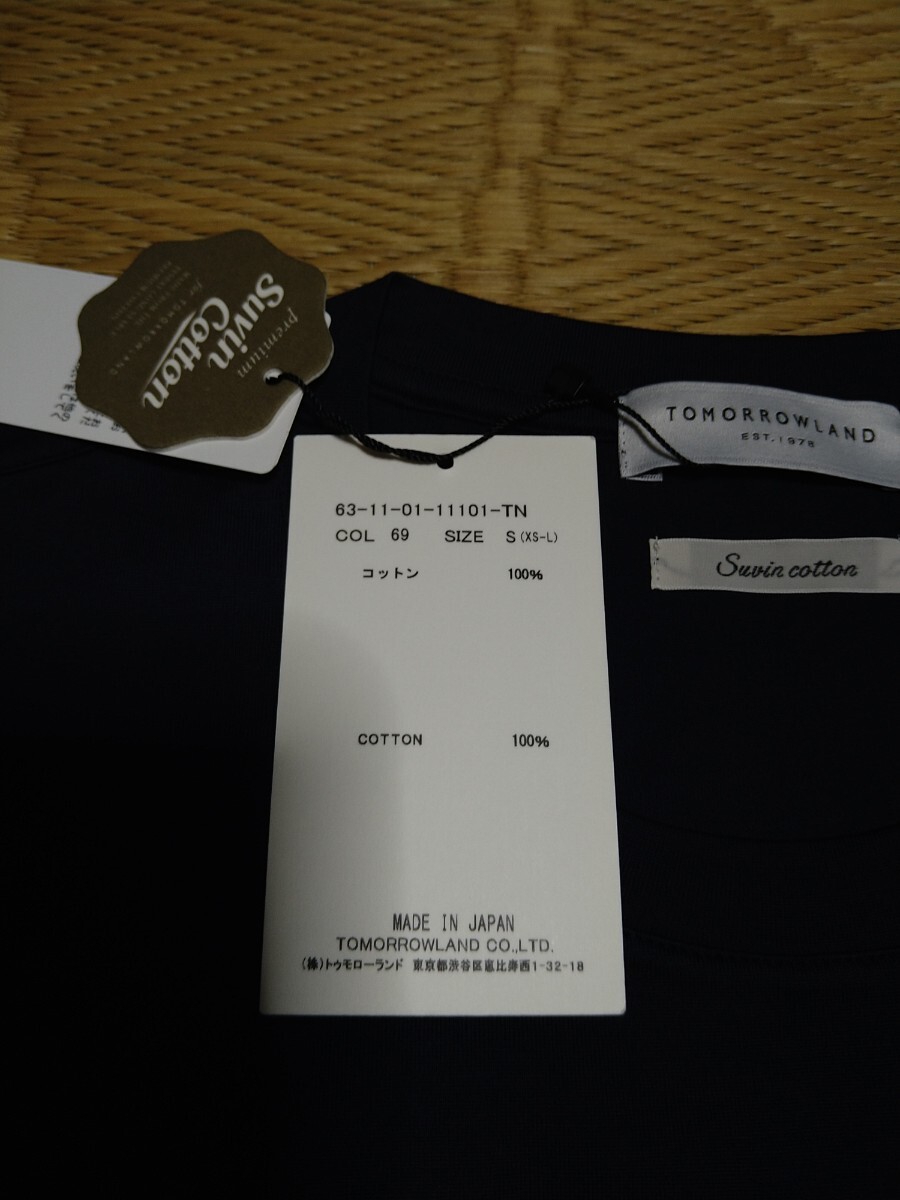 premium
Suvin
Cotton
for TOMORROWLAND
TOMORROWLAND
EST. 1978
Suvin cotton
63-11-01-11101-TN
COL 69 SIZE S (XS-L)
コットン 100%
COTTON 100%
MADE IN JAPAN
TOMORROWLAND CO.,LTD.
(株)トゥモローランド 東京都渋谷区恵比寿西1-32-18